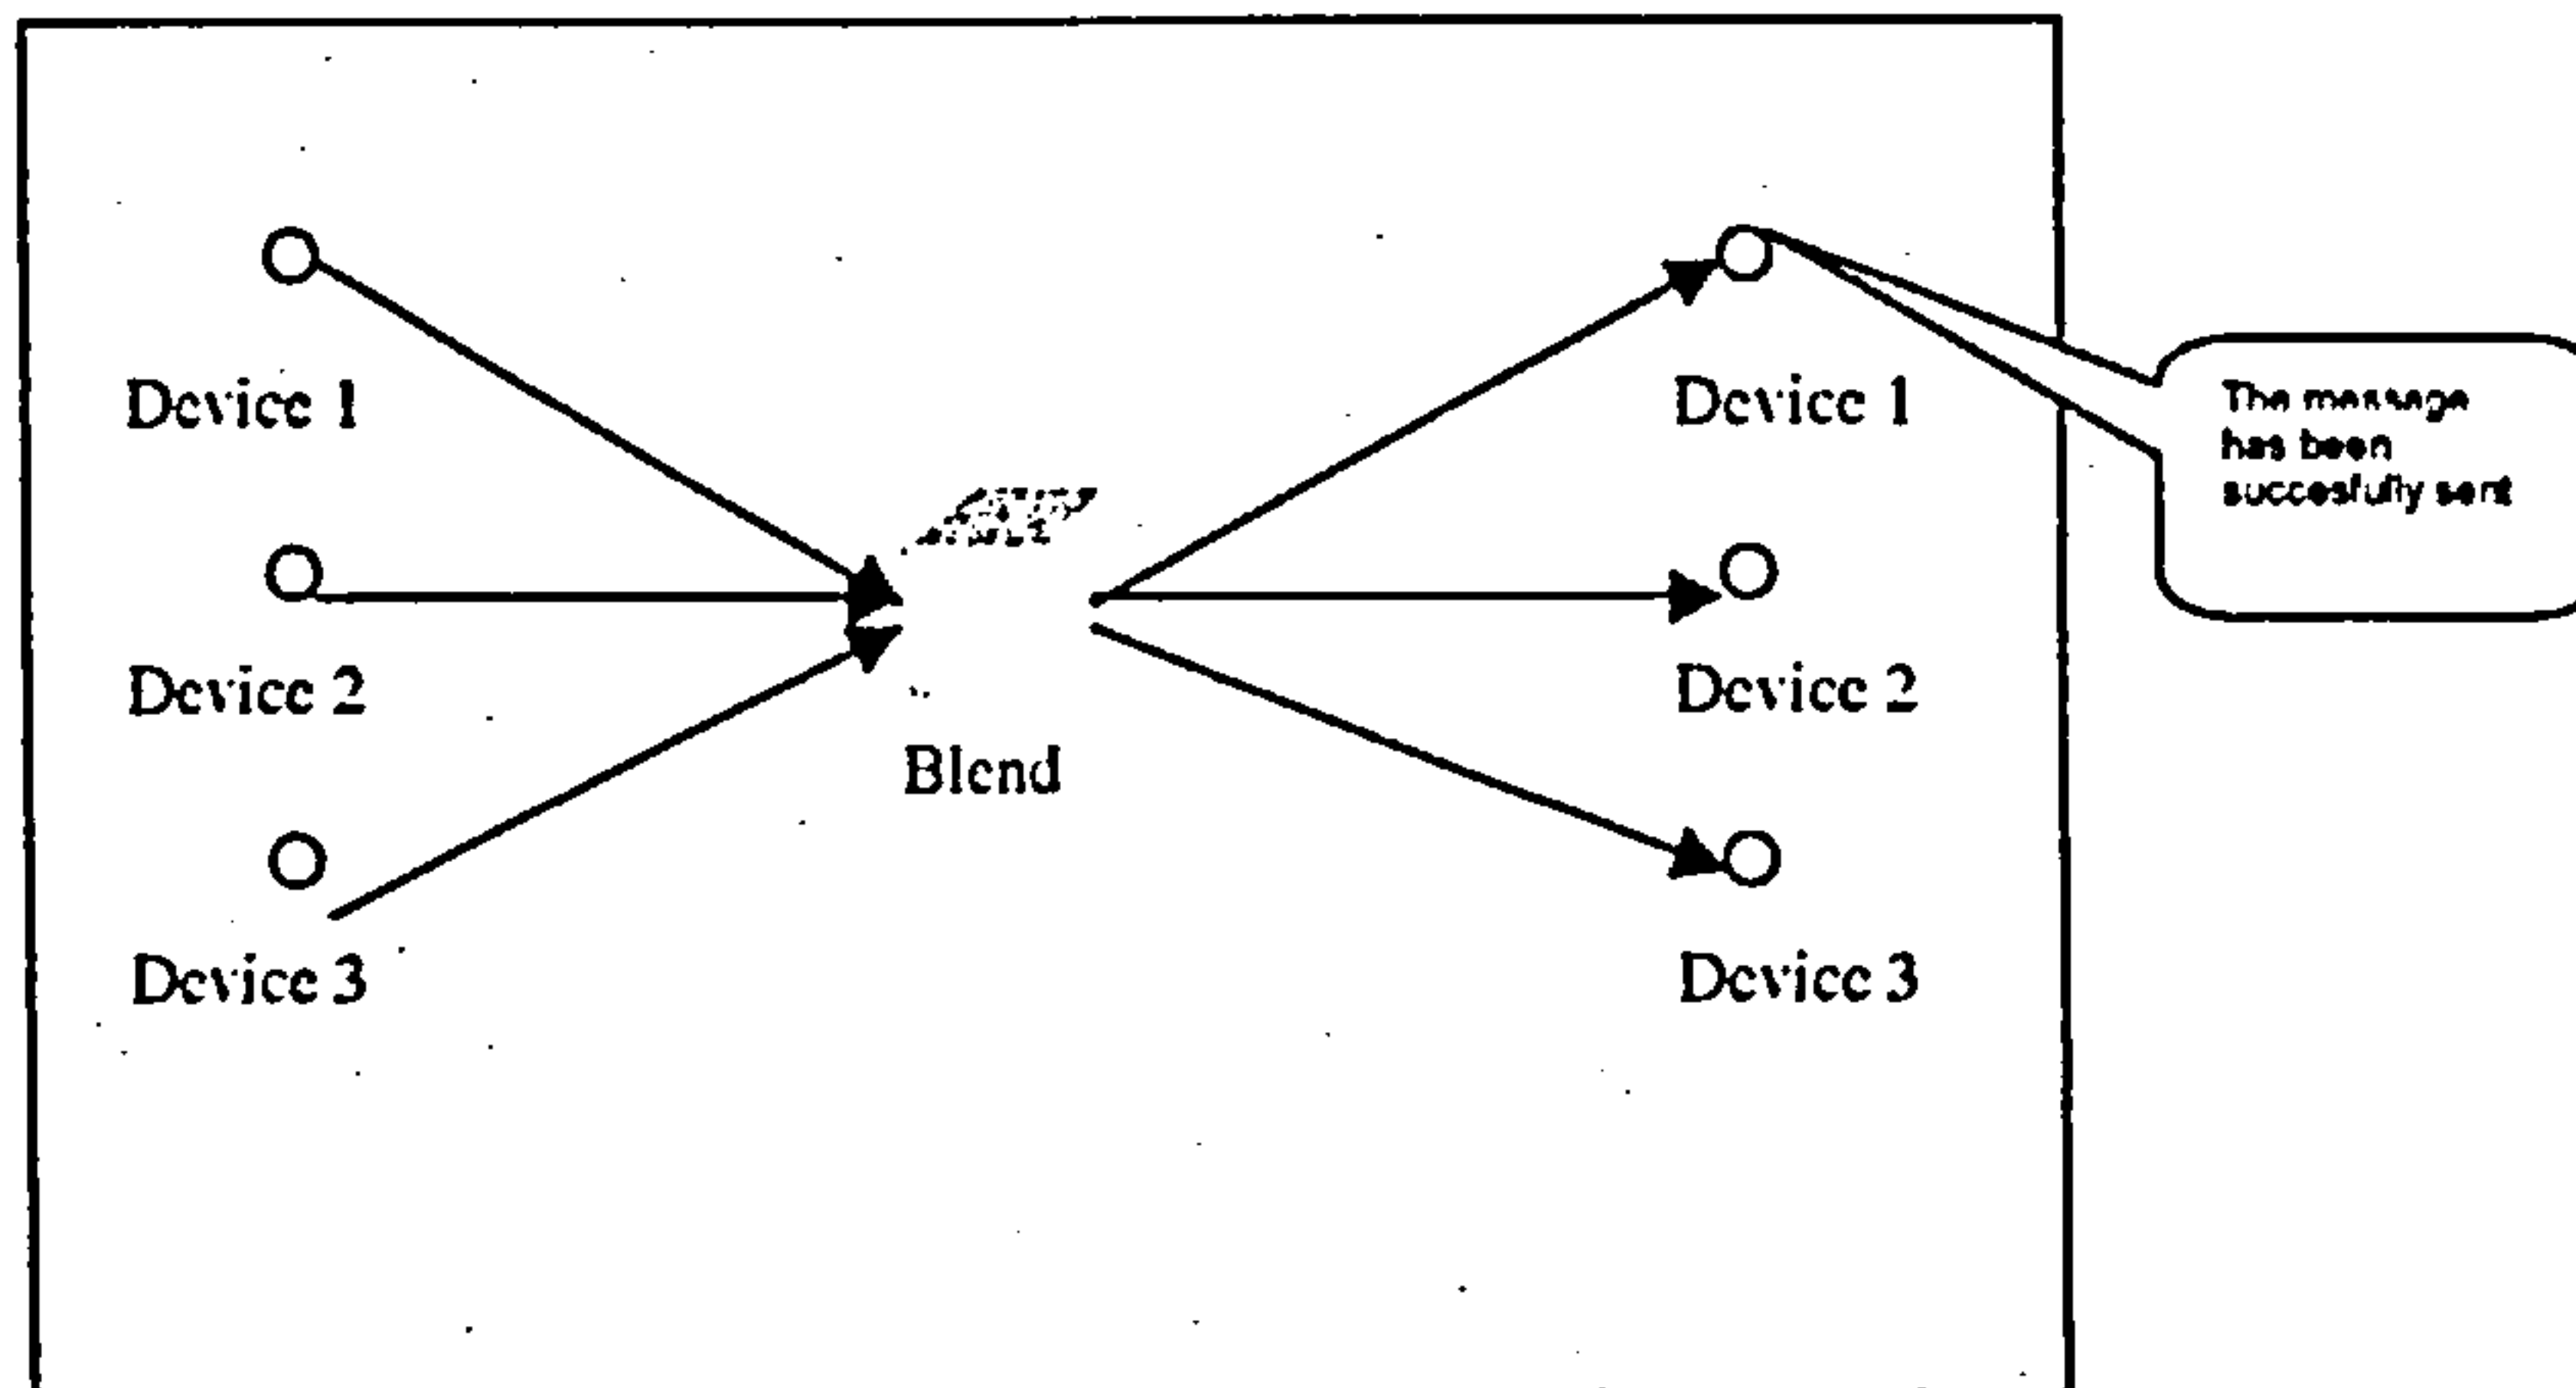 Device 1
Device 2
Device 3
Blend
Device 1
Device 2
Device 3
The message
has been
succesfully sent